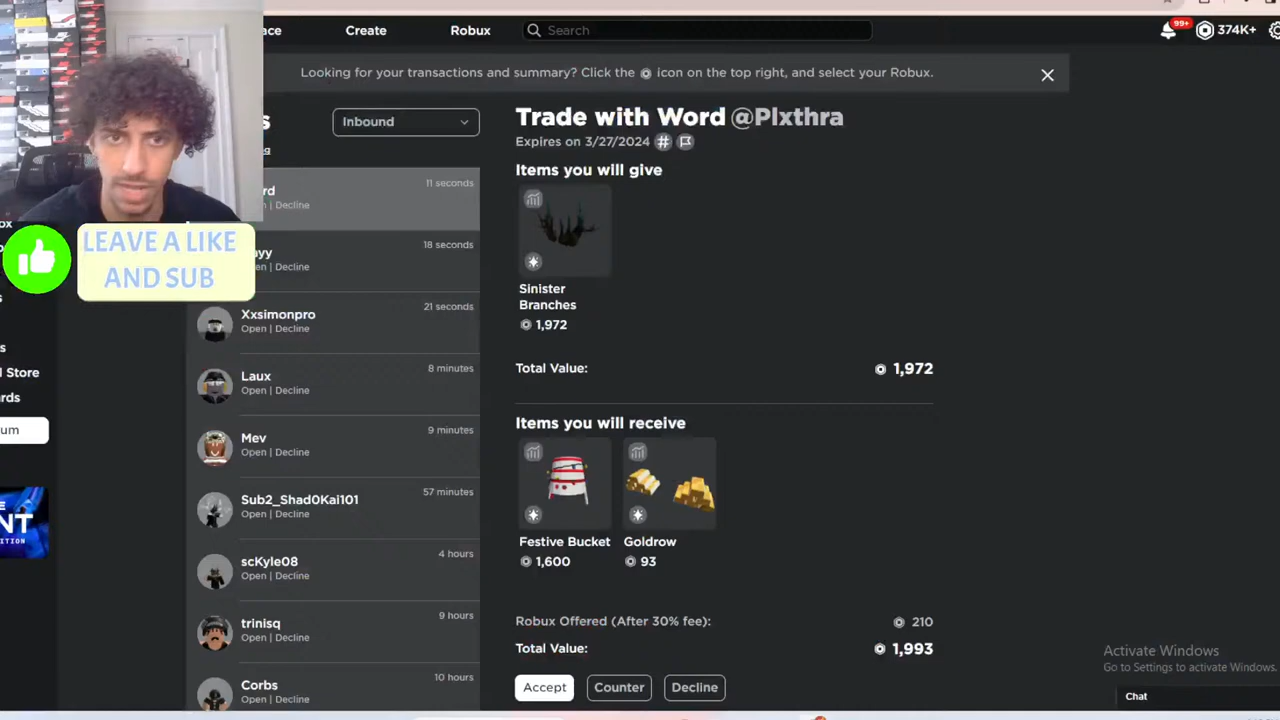 ace
Create
Robux
Search
99+
374K+
Looking for your transactions and summary? Click the icon on the top right, and select your Robux.
Inbound
Trade with Word @Plxthra
Expires on 3/27/2024
Items you will give
Sinister
Branches
1,972
Total Value: 1,972
Items you will receive
Festive Bucket
1,600
Goldrow
93
Robux Offered (After 30% fee): 210
Total Value: 1,993
Accept
Counter
Decline
rd
11 seconds
| Decline
ayy
18 seconds
| Decline
Xxsimonpro
21 seconds
Open | Decline
Laux
8 minutes
Open | Decline
Mev
9 minutes
Open | Decline
Sub2_Shad0Kai101
57 minutes
Open | Decline
scKyle08
4 hours
Open | Decline
trinisq
9 hours
Open | Decline
Corbs
10 hours
Open | Decline
LEAVE A LIKE
AND SUB
ox
s
s
l Store
rds
um
E
NT
ITION
Activate Windows
Go to Settings to activate Windows.
Chat